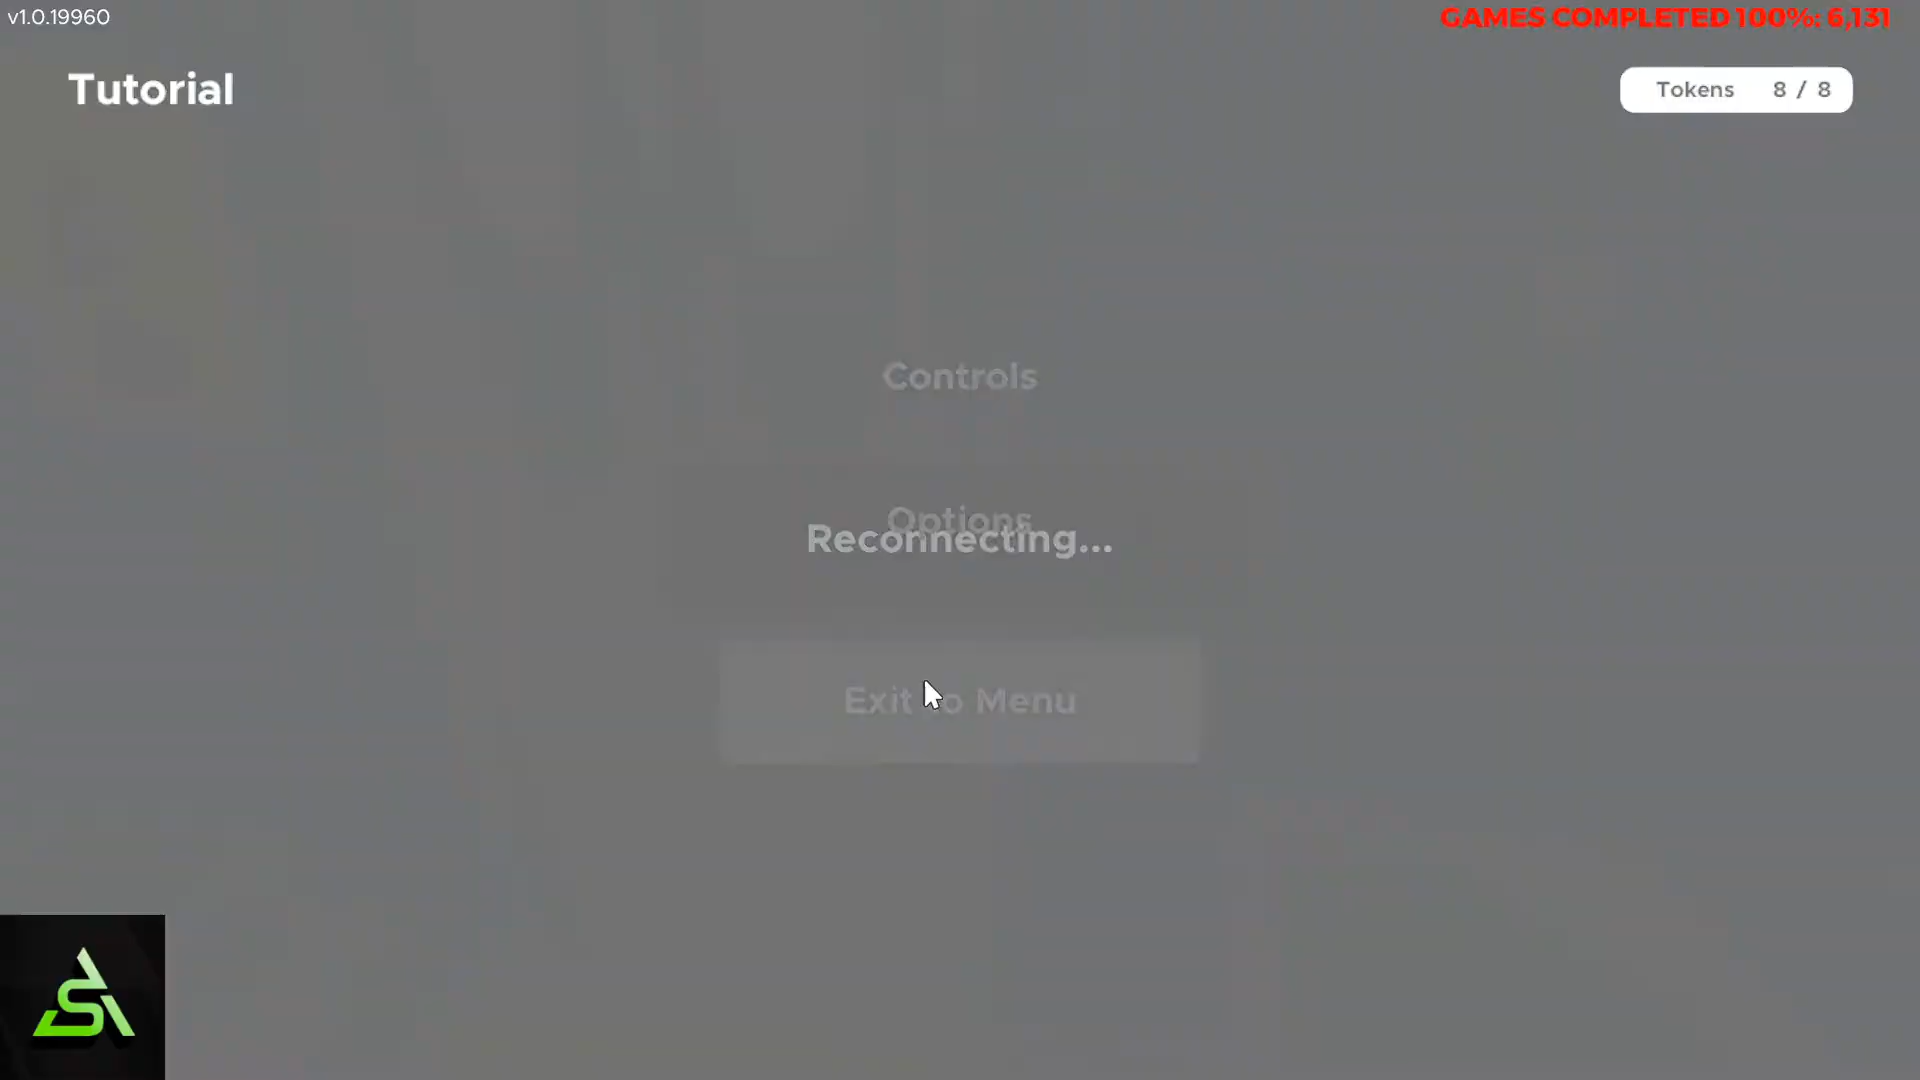 v1.0.19960
GAMES COMPLETED 100%: 6,131
Tutorial
Tokens 8 / 8
Controls
Options
Reconnecting...
Exit to Menu